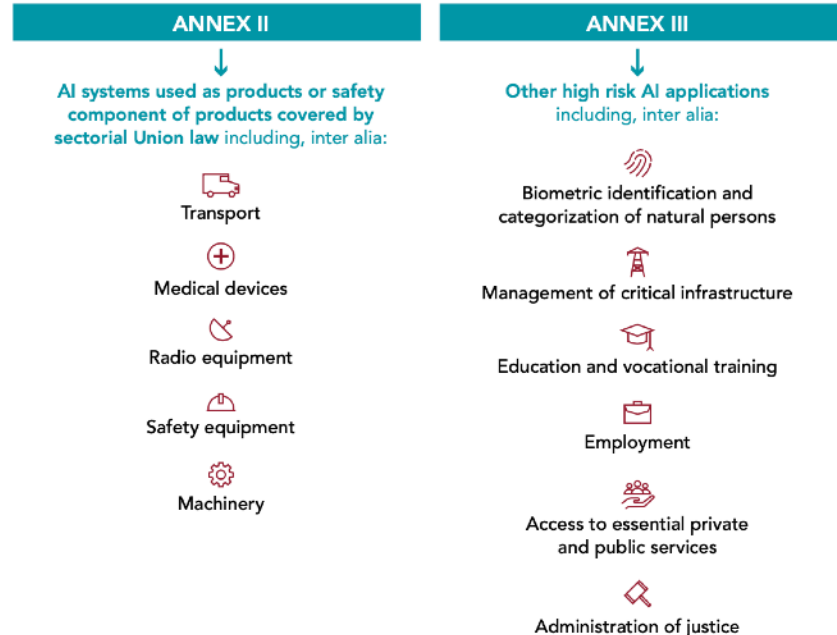 ANNEX II
AI systems used as products or safety
component of products covered by
sectorial Union law including, inter alia:
Transport
Medical devices
Radio equipment
Safety equipment
Machinery
ANNEX III
Other high risk AI applications
including, inter alia:
Biometric identification and
categorization of natural persons
Management of critical infrastructure
Education and vocational training
Employment
Access to essential private
and public services
Administration of justice